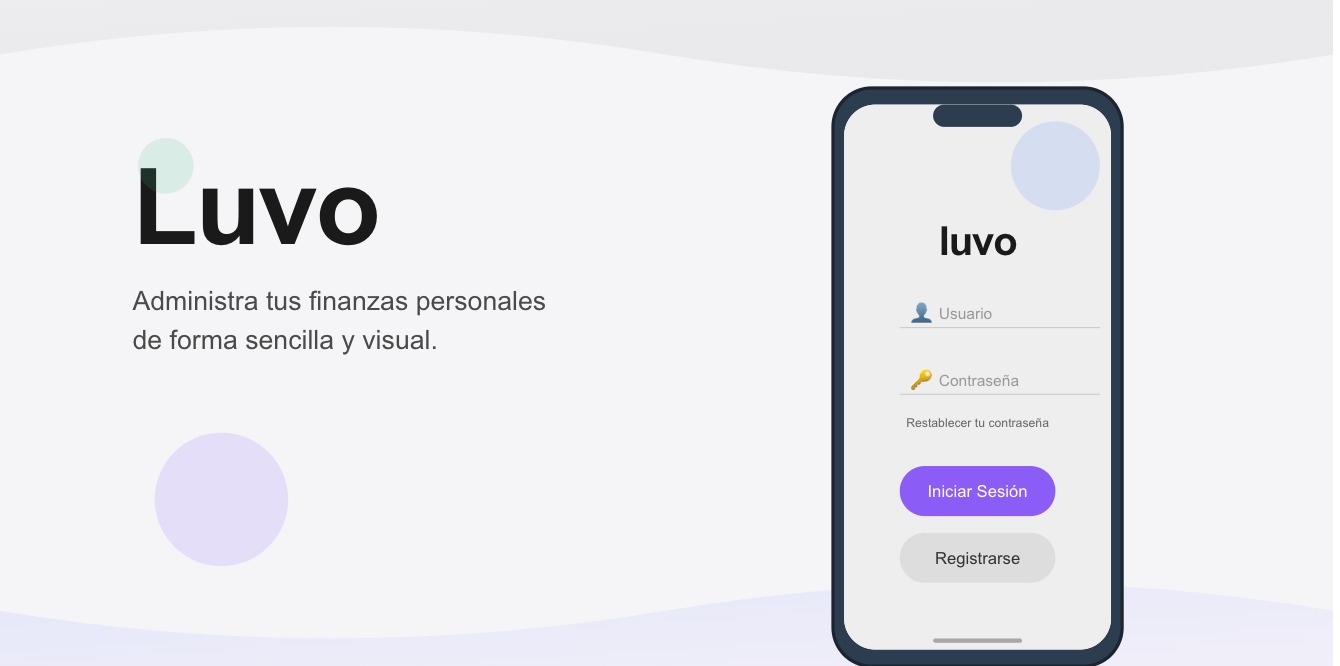 Luvo
Administra tus finanzas personales
de forma sencilla y visual.
luvo
Usuario
Contraseña
Restablecer tu contraseña
Iniciar Sesión
Registrarse